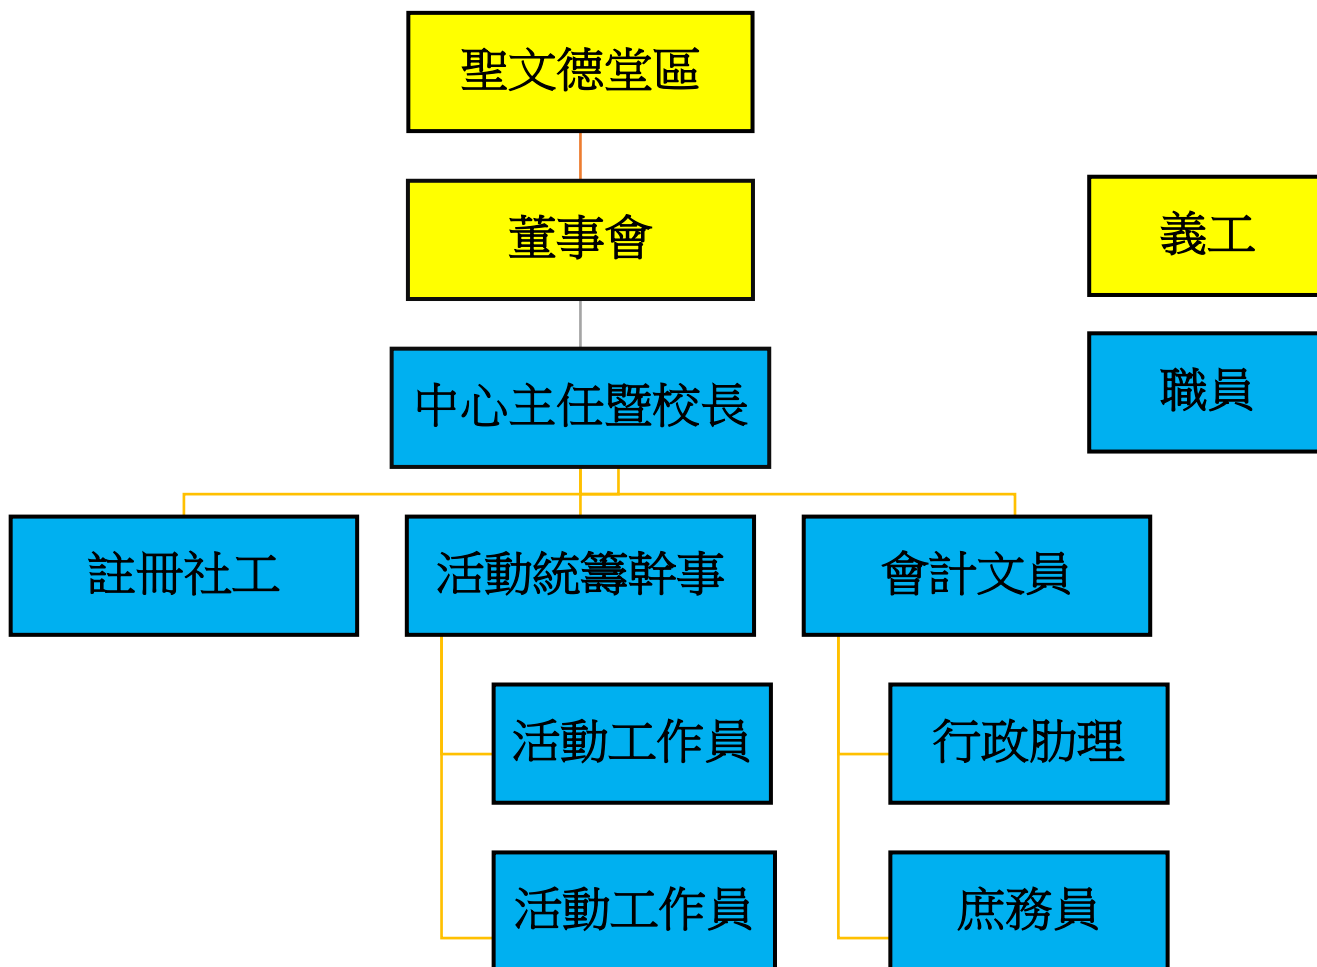 聖文德堂區
董事會
義工
中心主任暨校長
職員
註冊社工
活動統籌幹事
會計文員
活動工作員
行政肋理
活動工作員
庶務員